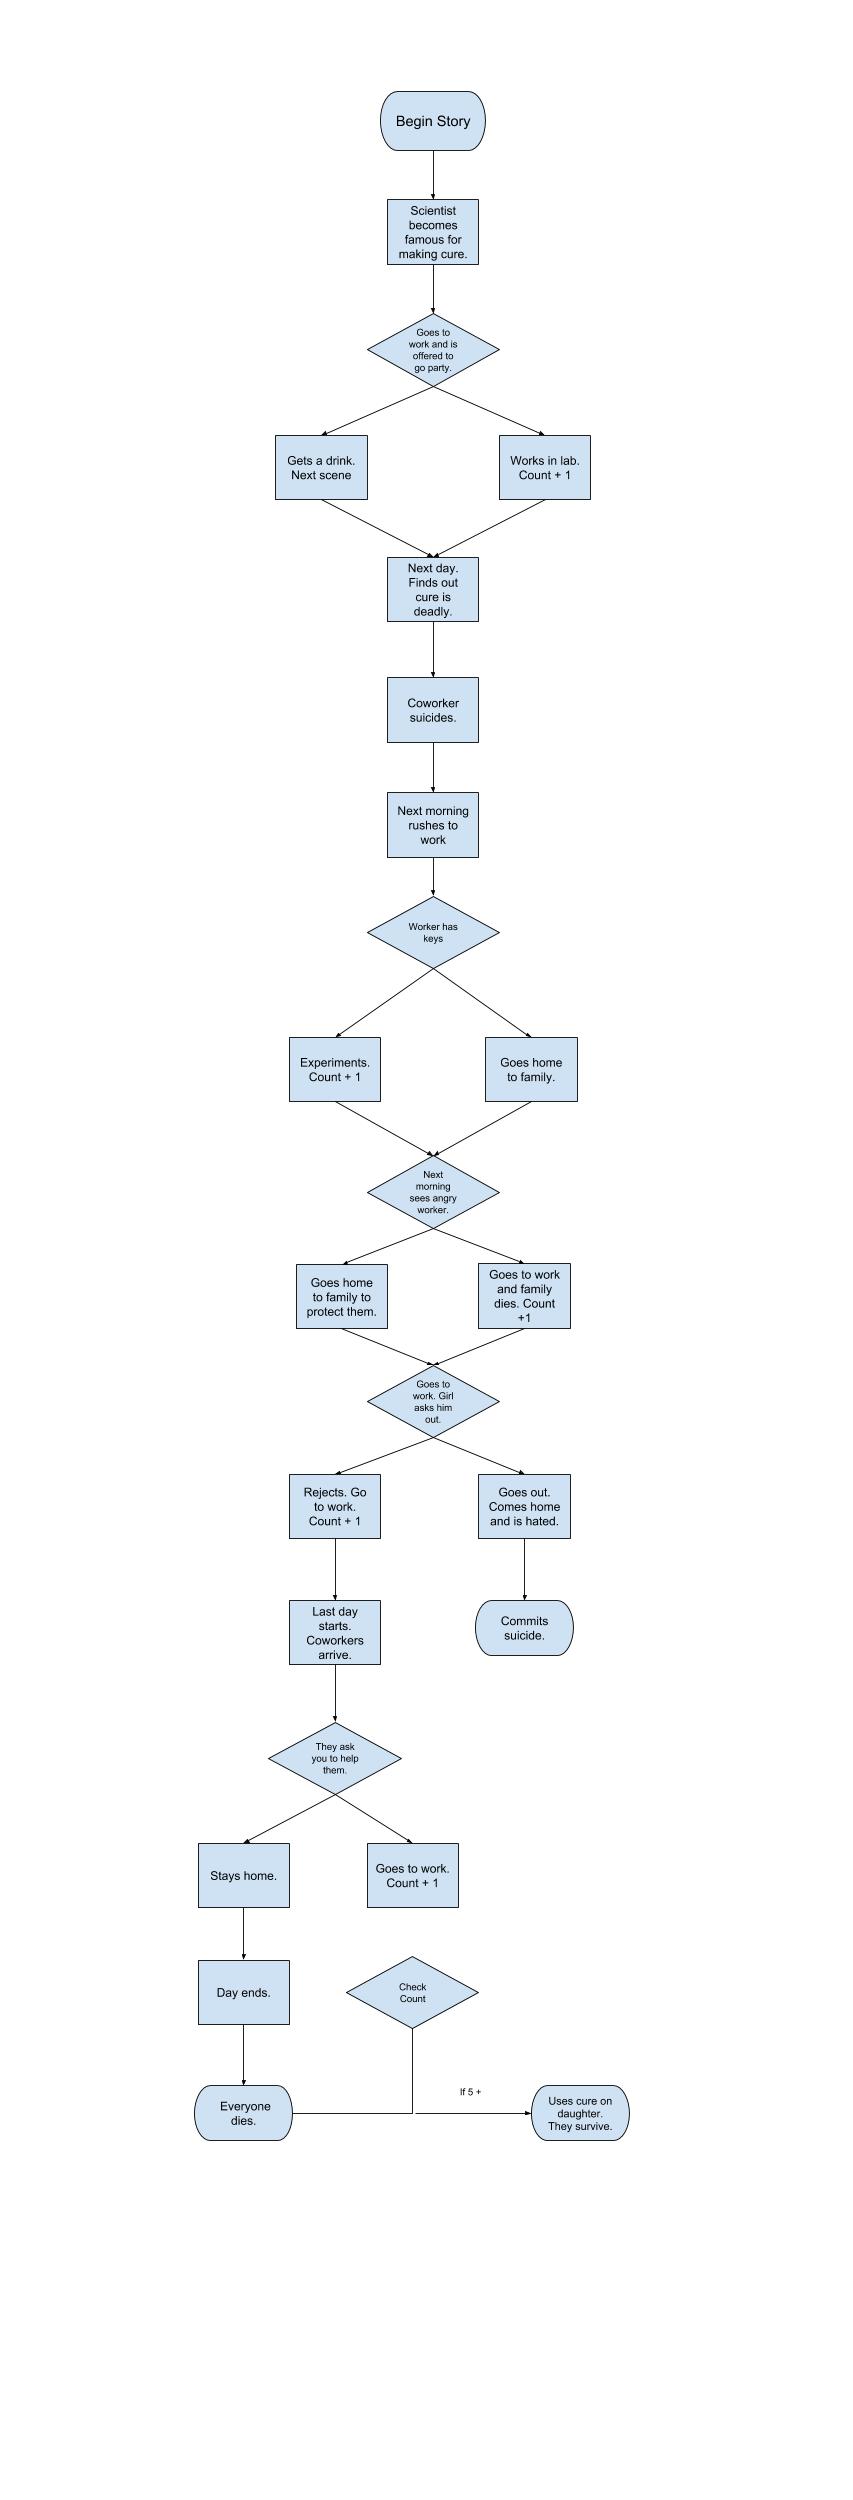 Begin Story
Scientist
becomes
famous for
making cure.
Goes to
work and is
offered to
go party.
Gets a drink.
Next scene
Works in lab.
Count + 1
Next day.
Finds out
cure is
deadly.
Coworker
suicides.
Next morning
rushes to
work
Worker has
keys
Experiments.
Count + 1
Goes home
to family.
Next
morning
sees angry
worker.
Goes home
to family to
protect them.
Goes to work
and family
dies. Count
+1
Goes to
work. Girl
asks him
out.
Rejects. Go
to work.
Count + 1
Goes out.
Comes home
and is hated.
Last day
starts.
Coworkers
arrive.
Commits
suicide.
They ask
you to help
them.
Stays home.
Goes to work.
Count + 1
Day ends.
Check
Count
Everyone
dies.
If 5 +
Uses cure on
daughter.
They survive.